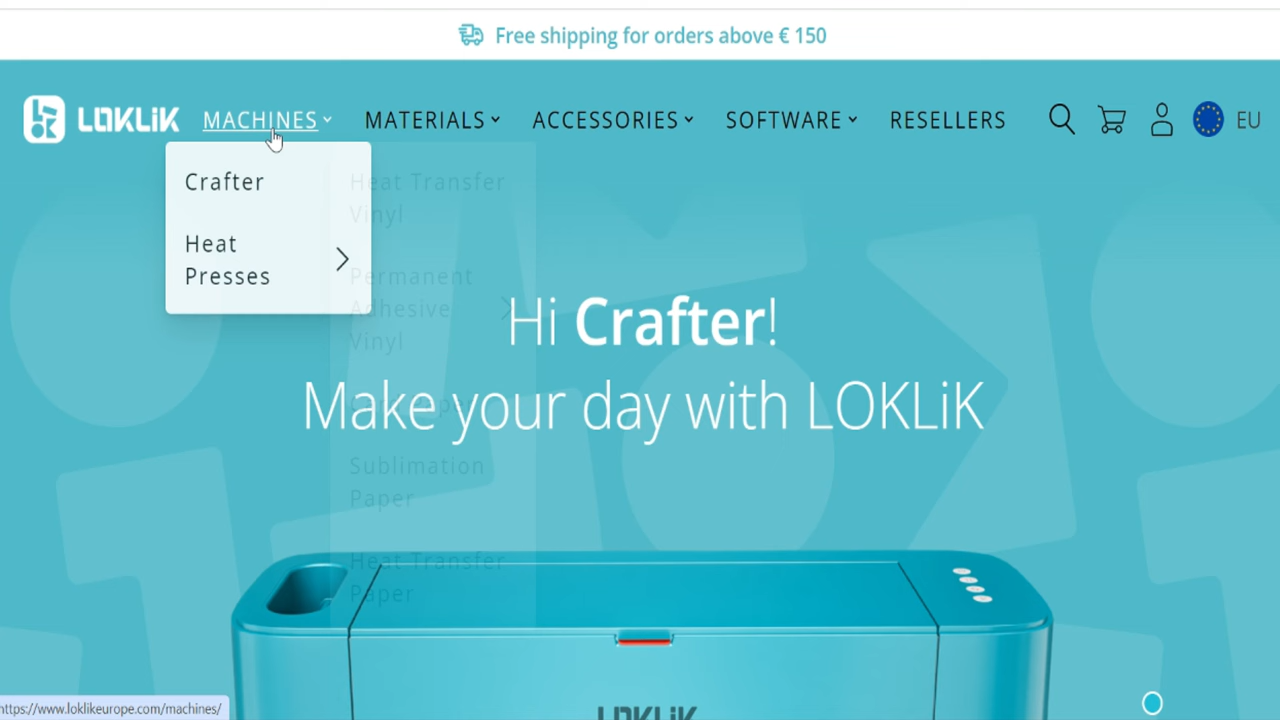 Free shipping for orders above € 150
LOKLiK MACHINES MATERIALS ACCESSORIES SOFTWARE RESELLERS EU
Crafter
Heat
Presses
Heat Transfer
Vinyl
Permanent
Adhesive
Vinyl
Sublimation
Paper
Heat Transfer
Paper
Hi Crafter!
Make your day with LOKLiK
LOKLiK
https://www.loklikeurope.com/machines/